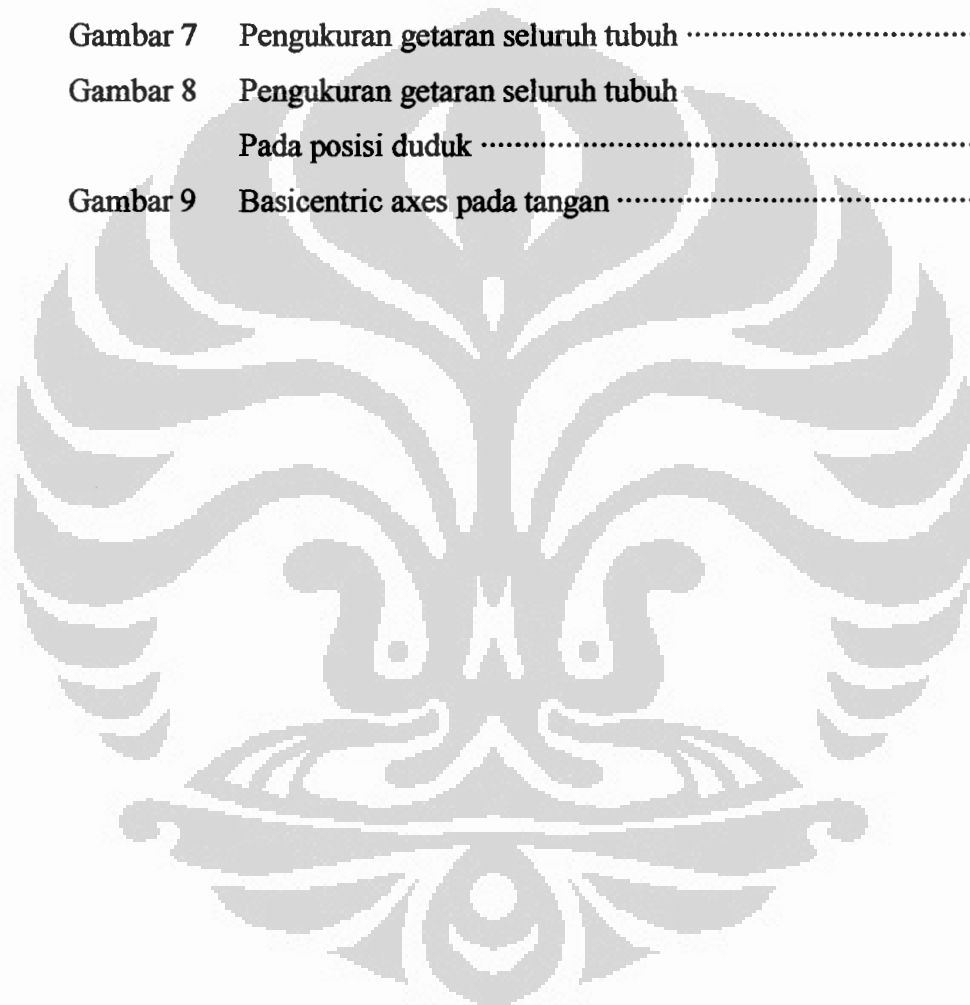 Gambar 7 Pengukuran getaran seluruh tubuh ................................
Gambar 8 Pengukuran getaran seluruh tubuh
Pada posisi duduk ................................
Gambar 9 Basicentric axes pada tangan ................................